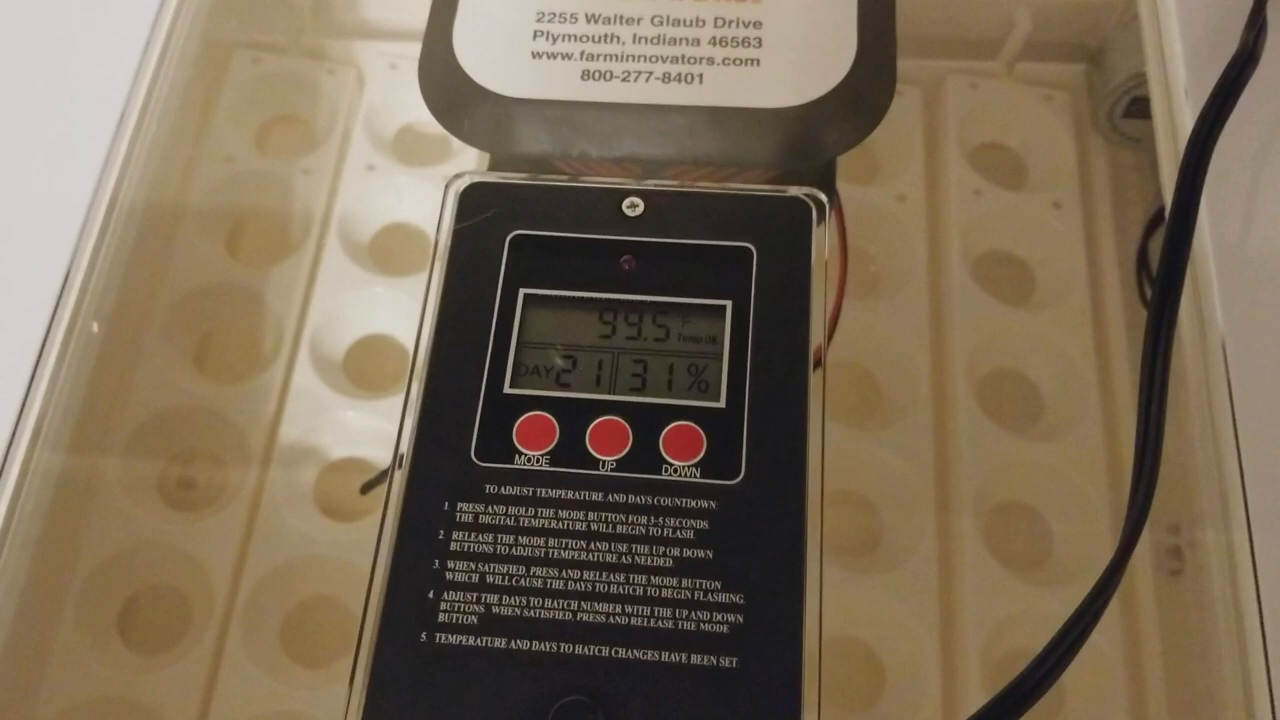 2255 Walter Glaub Drive
Plymouth, Indiana 46563
www.farminnovators.com
800-277-8401
99.5 °F
Temp OK
DAY 21 31%
MODE UP DOWN
TO ADJUST TEMPERATURE AND DAYS COUNTDOWN:
1. PRESS AND HOLD THE MODE BUTTON FOR 3-5 SECONDS.
THE DIGITAL TEMPERATURE WILL BEGIN TO FLASH.
2. RELEASE THE MODE BUTTON AND USE THE UP OR DOWN
BUTTONS TO ADJUST TEMPERATURE AS NEEDED.
3. WHEN SATISFIED, PRESS AND RELEASE THE MODE BUTTON
WHICH WILL CAUSE THE DAYS TO HATCH TO BEGIN FLASHING.
4. ADJUST THE DAYS TO HATCH NUMBER WITH THE UP AND DOWN
BUTTONS. WHEN SATISFIED, PRESS AND RELEASE THE MODE
BUTTON.
5. TEMPERATURE AND DAYS TO HATCH CHANGES HAVE BEEN SET.